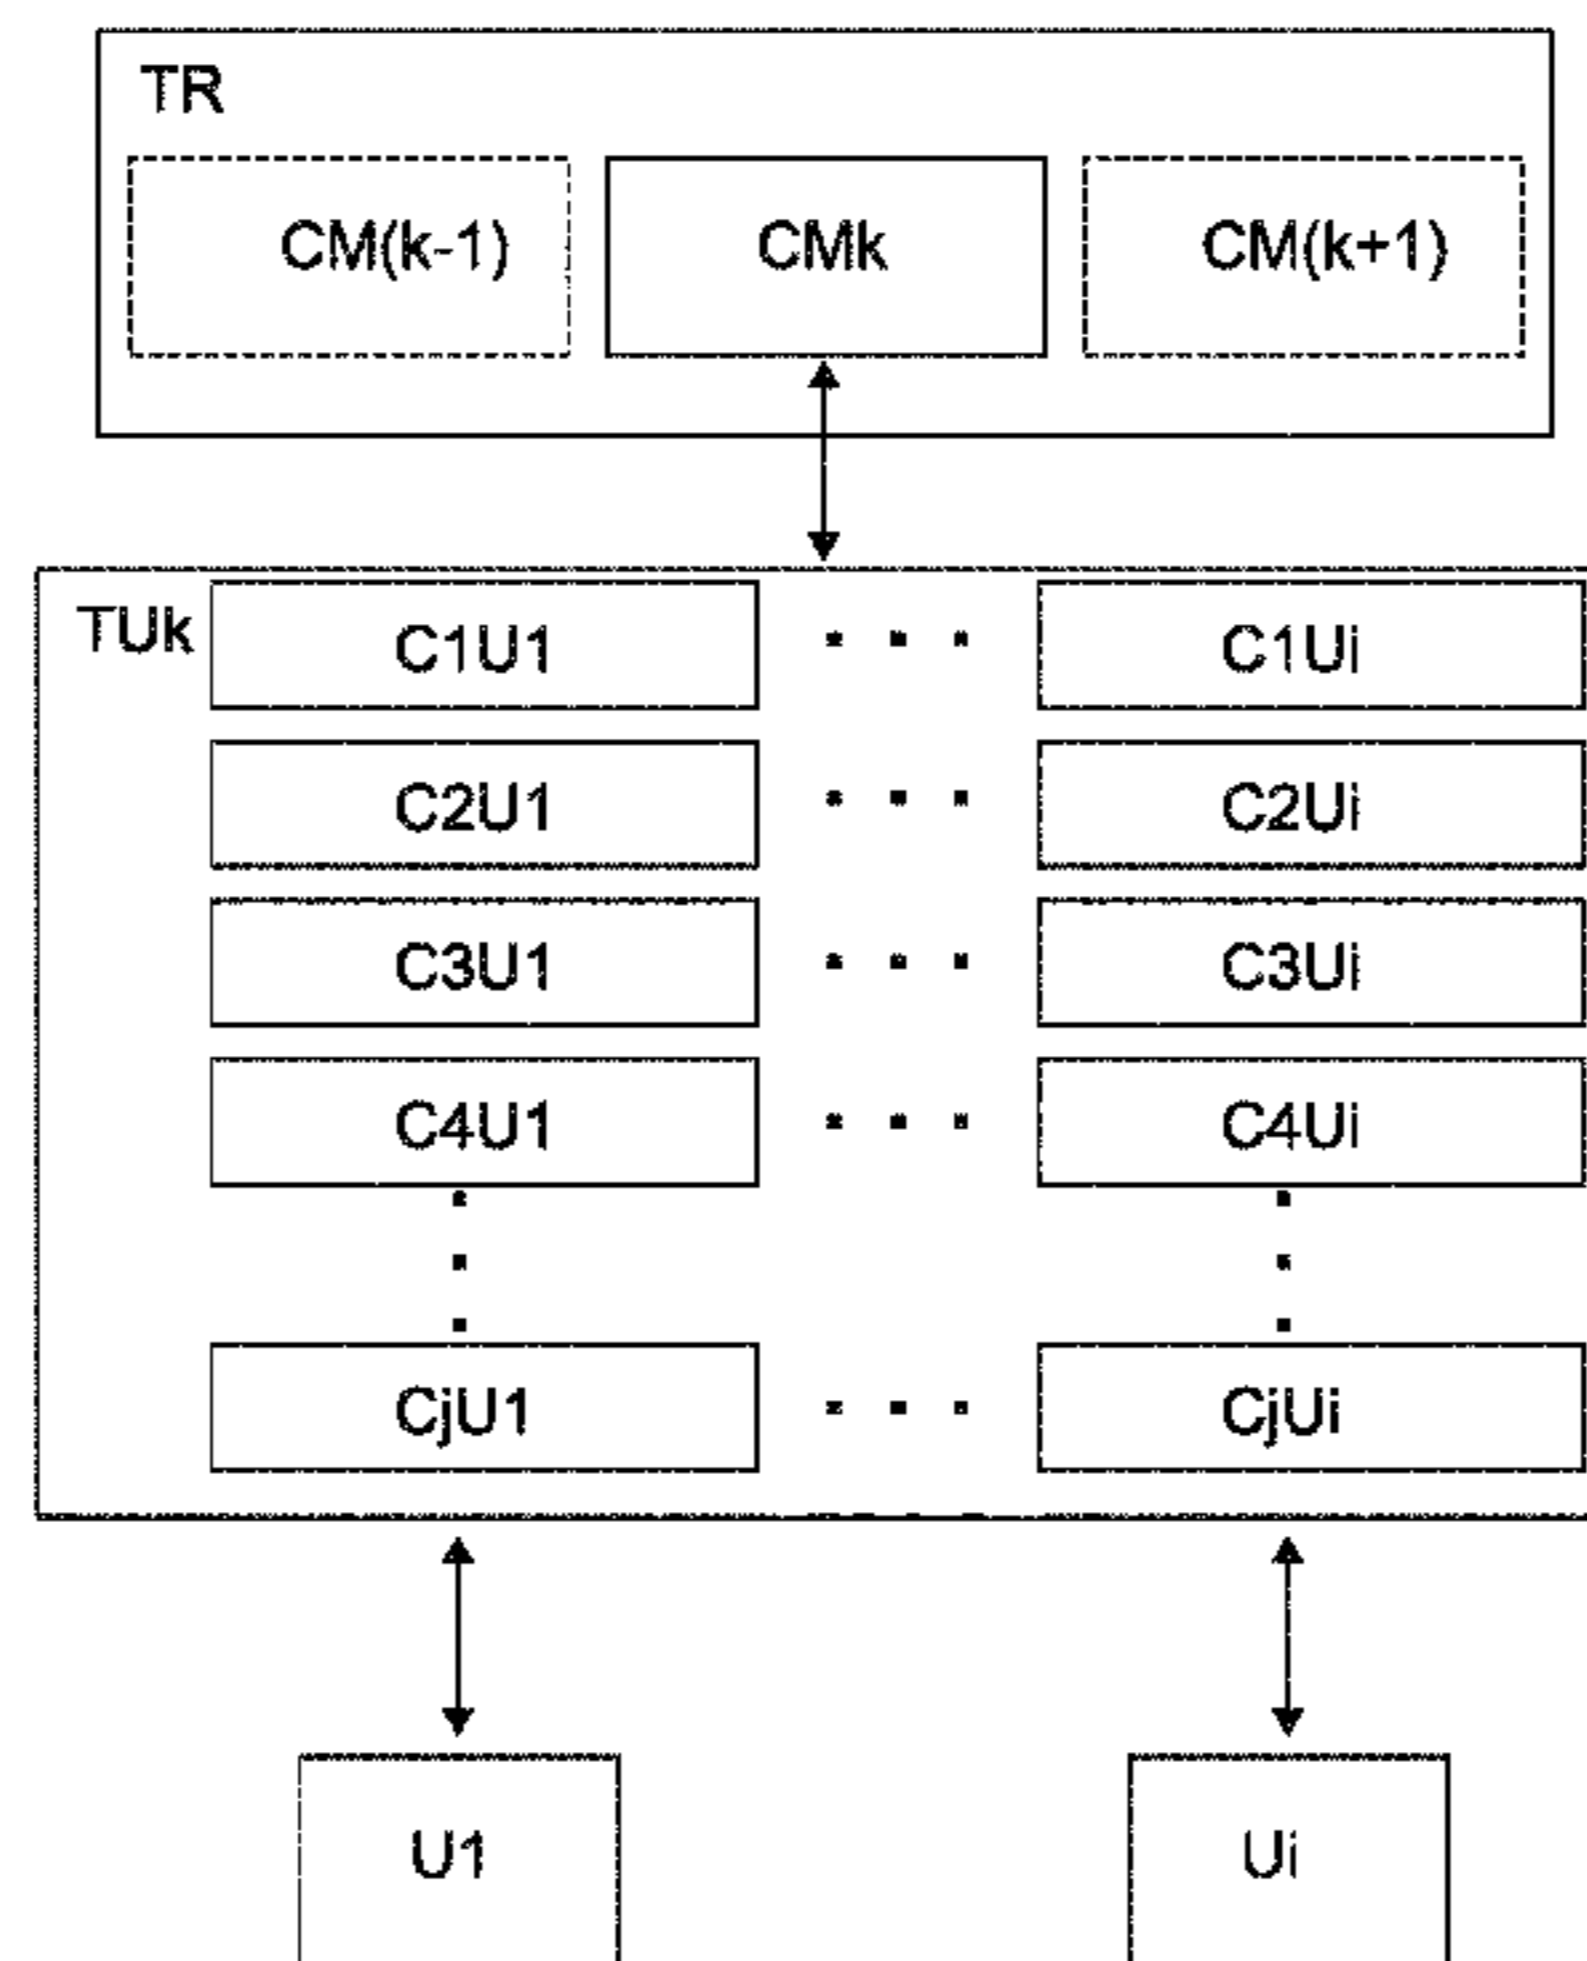 TR
CM(k-1) CMk CM(k+1)
TUk
C1U1 C1Ui
C2U1 C2Ui
C3U1 C3Ui
C4U1 C4Ui
CjU1 CjUi
U1 Ui